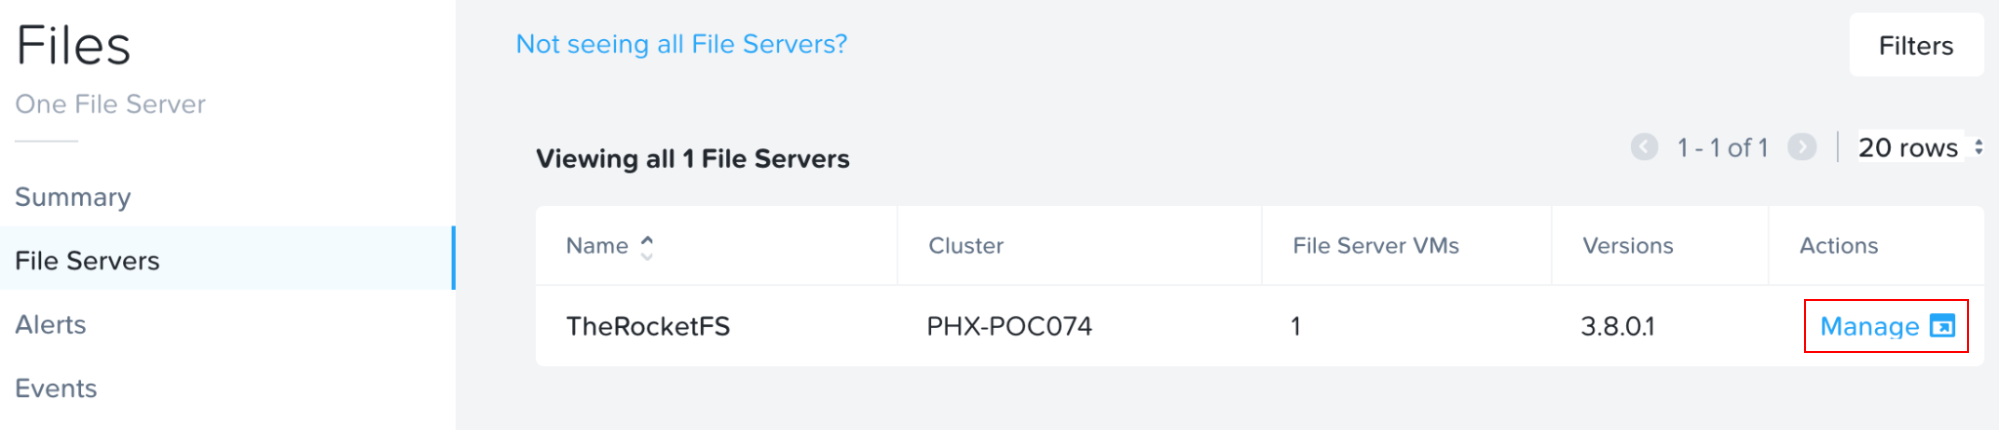 Files
One File Server
Summary
File Servers
Alerts
Events
Not seeing all File Servers?
Filters
Viewing all 1 File Servers
1 - 1 of 1
20 rows
Name Cluster File Server VMs Versions Actions
TheRocketFS PHX-POC074 1 3.8.0.1 Manage